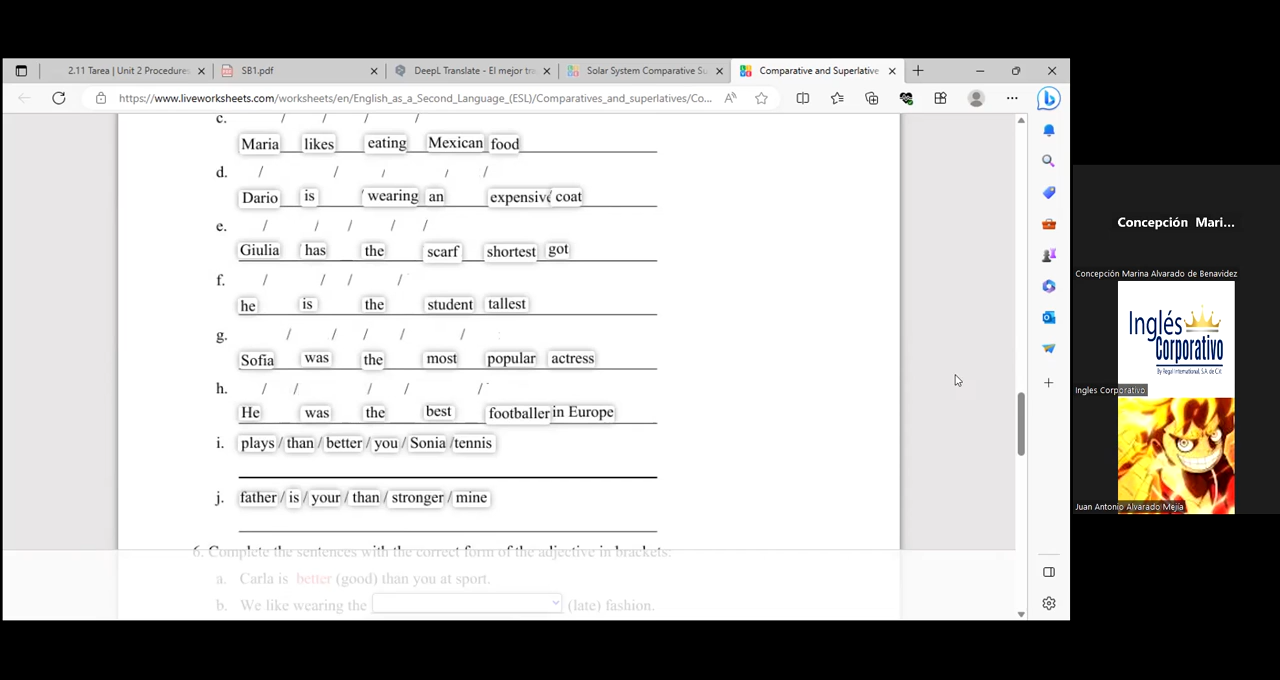 2.11 Tarea | Unit 2 Procedures
SB1.pdf
DeepL Translate - El mejor tra
Solar System Comparative Su
Comparative and Superlative
https://www.liveworksheets.com/worksheets/en/English_as_a_Second_Language_(ESL)/Comparatives_and_superlatives/Co...
c. / / / /
Maria likes eating Mexican food
d. / / / / /
Dario is wearing an expensive coat
e. / / / / /
Giulia has the scarf shortest got
f. / / / /
he is the student tallest
g. / / / / /
Sofia was the most popular actress
h. / / / / /
He was the best footballer in Europe
i. plays / than / better / you / Sonia /tennis
j. father / is / your / than / stronger / mine
6. Complete the sentences with the correct form of the adjective in brackets.
a. Carla is better (good) than you at sport.
b. We like wearing the (late) fashion.
Concepción Mari...
Concepción Marina Alvarado de Benavidez
Inglés
Corporativo
By Regal International, S.A. de C.V.
Ingles Corporativo
Juan Antonio Alvarado Mejia